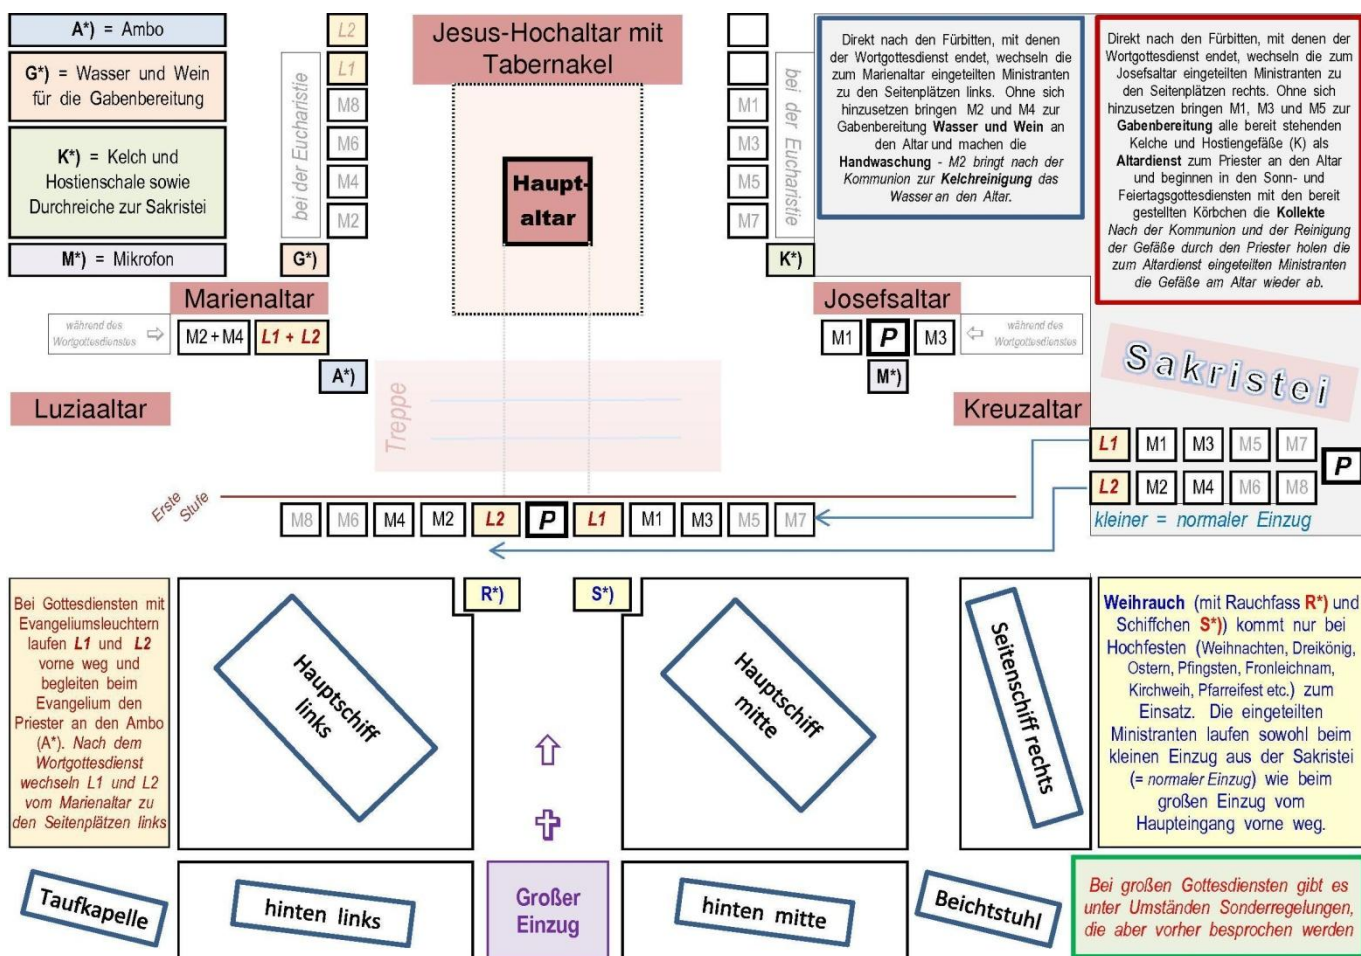 A*) = Ambo
G*) = Wasser und Wein
für die Gabenbereitung
K*) = Kelch und
Hostienschale sowie
Durchreiche zur Sakristei
M*) = Mikrofon
bei der Eucharistie
L2
L1
M8
M6
M4
M2
G*)
Jesus-Hochaltar mit
Tabernakel
Haupt-
altar
M1
M3
M5
M7
K*)
bei der Eucharistie
Direkt nach den Fürbitten, mit denen
der Wortgottesdienst endet, wechseln die
zum Marienaltar eingeteilten Ministranten
zu den Seitenplätzen links. Ohne sich
hinzusetzen bringen M2 und M4 zur
Gabenbereitung Wasser und Wein an
den Altar und machen die
Handwaschung - M2 bringt nach der
Kommunion zur Kelchreinigung das
Wasser an den Altar.
Direkt nach den Fürbitten, mit denen der
Wortgottesdienst endet, wechseln die zum
Josefsaltar eingeteilten Ministranten zu
den Seitenplätzen rechts. Ohne sich
hinzusetzen bringen M1, M3 und M5 zur
Gabenbereitung alle bereit stehenden
Kelche und Hostiengefäße (K) als
Altardienst zum Priester an den Altar
und beginnen in den Sonn- und
Feiertagsgottesdiensten mit den bereit
gestellten Körbchen die Kollekte
Nach der Kommunion und der Reinigung
der Gefäße durch den Priester holen die
zum Altardienst eingeteilten Ministranten
die Gefäße am Altar wieder ab.
Marienaltar
während des
Wortgottesdienstes
M2+M4 L1 + L2
A*)
Josefsaltar
M1 P M3
während des
Wortgottesdienstes
M*)
Luziaaltar
Treppe
Kreuzaltar
Sakristei
L1 M1 M3 M5 M7
P
L2 M2 M4 M6 M8
kleiner = normaler Einzug
Erste
Stufe
M8 M6 M4 M2 L2 P L1 M1 M3 M5 M7
Bei Gottesdiensten mit
Evangeliumsleuchtern
laufen L1 und L2
vorne weg und
begleiten beim
Evangelium den
Priester an den Ambo
(A*). Nach dem
Wortgottesdienst
wechseln L1 und L2
vom Marienaltar zu
den Seitenplätzen links
Hauptschiff
links
R*)
S*)
Hauptschiff
mitte
Seitenschiff rechts
Weihrauch (mit Rauchfass R*) und
Schiffchen S*)) kommt nur bei
Hochfesten (Weihnachten, Dreikönig,
Ostern, Pfingsten, Fronleichnam,
Kirchweih, Pfarreifest etc.) zum
Einsatz. Die eingeteilten
Ministranten laufen sowohl beim
kleinen Einzug aus der Sakristei
(= normaler Einzug) wie beim
großen Einzug vom
Haupteingang vorne weg.
Taufkapelle
hinten links
Großer
Einzug
hinten mitte
Beichtstuhl
Bei großen Gottesdiensten gibt es
unter Umständen Sonderregelungen,
die aber vorher besprochen werden